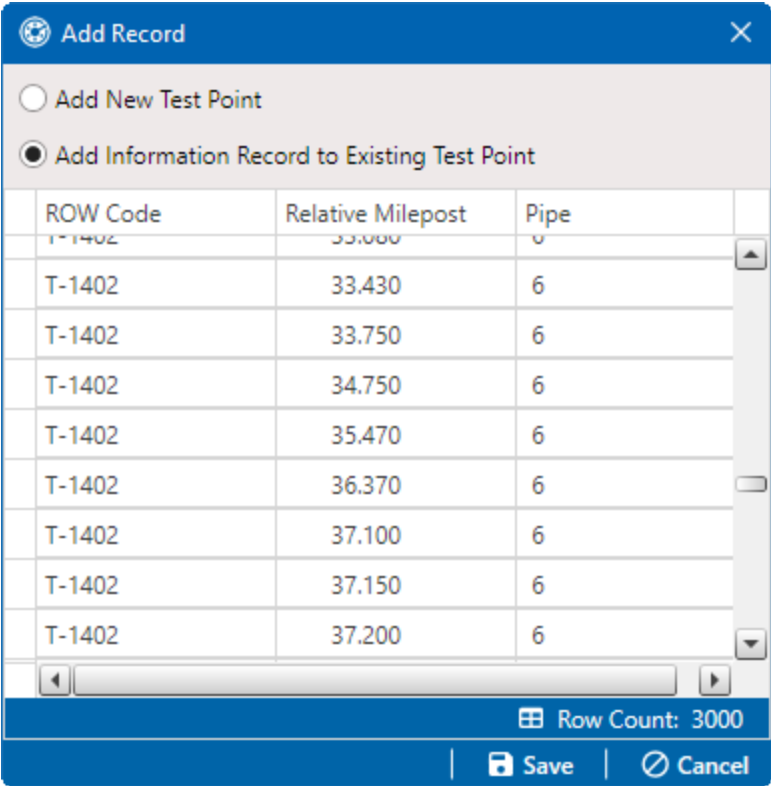 Add Record
Add New Test Point
Add Information Record to Existing Test Point
ROW Code Relative Milepost Pipe
T-1402 33.430 6
T-1402 33.750 6
T-1402 34.750 6
T-1402 35.470 6
T-1402 36.370 6
T-1402 37.100 6
T-1402 37.150 6
T-1402 37.200 6
Row Count: 3000
Save Cancel